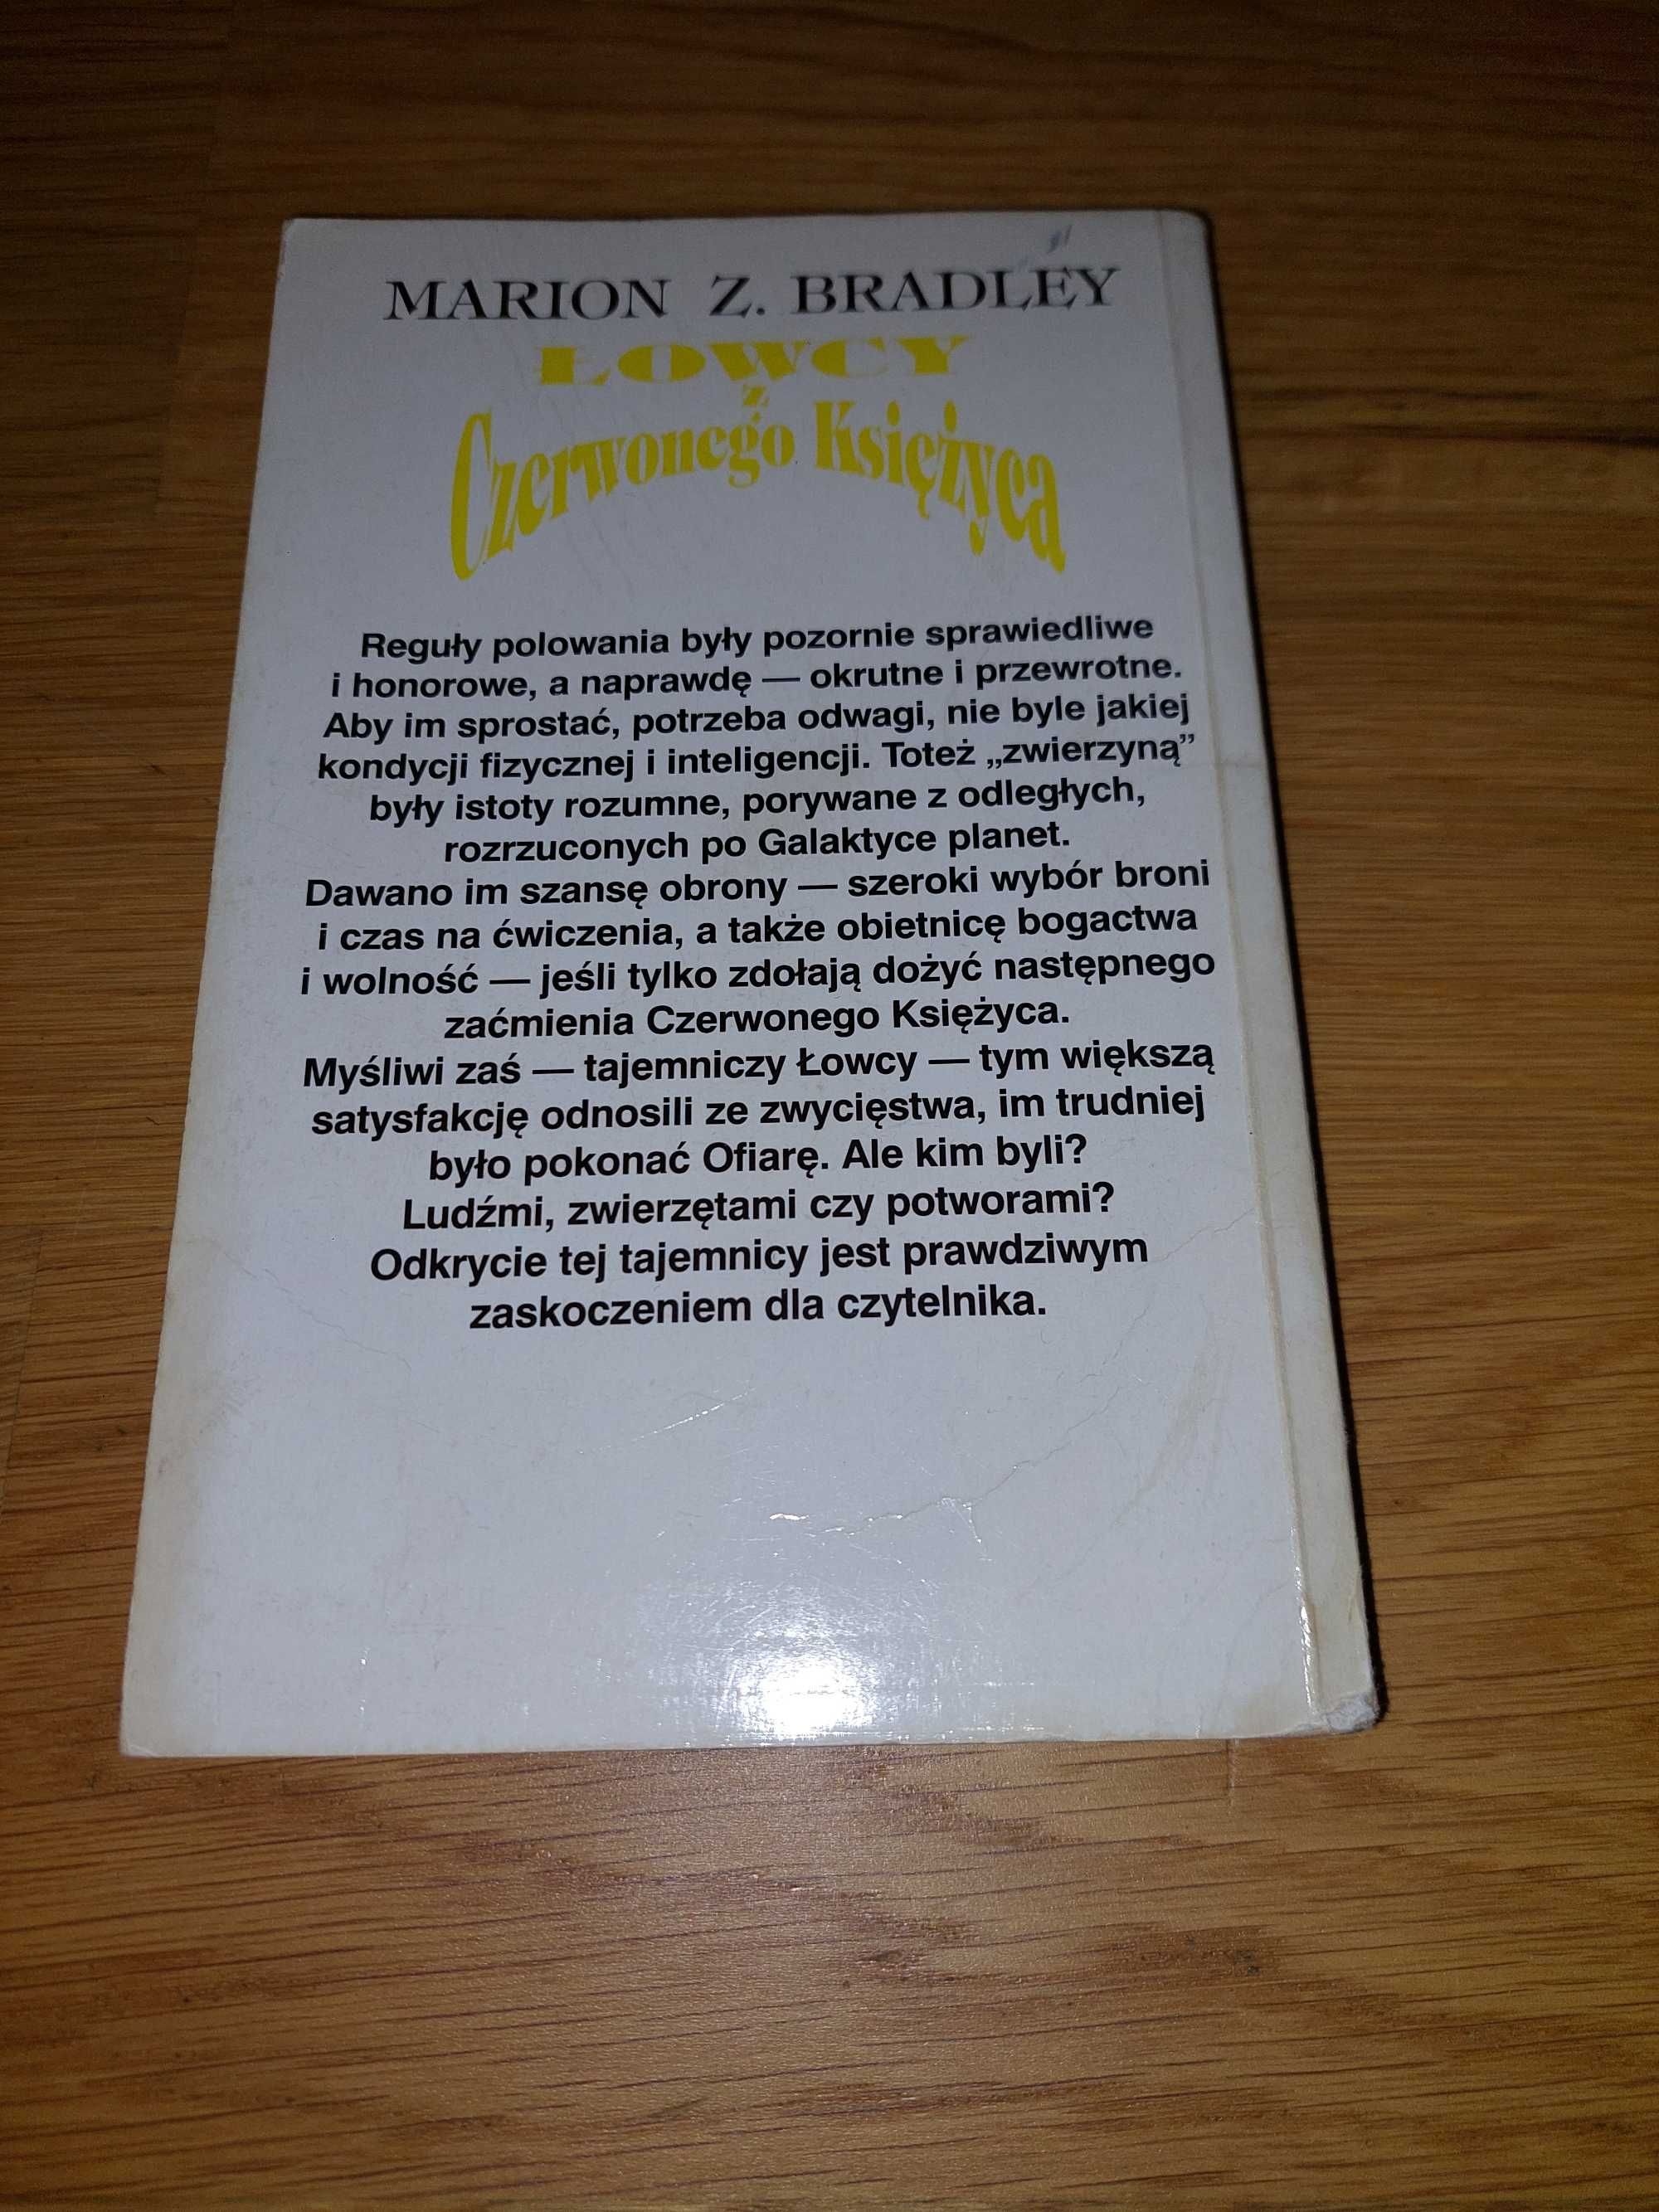 MARION Z. BRADLEY
ŁOWCY
z
Czerwonego Księżyca
Reguły polowania były pozornie sprawiedliwe
i honorowe, a naprawdę — okrutne i przewrotne.
Aby im sprostać, potrzeba odwagi, nie byle jakiej
kondycji fizycznej i inteligencji. Toteż „zwierzyną”
były istoty rozumne, porywane z odległych,
rozrzuconych po Galaktyce planet.
Dawano im szansę obrony — szeroki wybór broni
i czas na ćwiczenia, a także obietnicę bogactwa
i wolność — jeśli tylko zdołają dożyć następnego
zaćmienia Czerwonego Księżyca.
Myśliwi zaś — tajemniczy Łowcy — tym większą
satysfakcję odnosili ze zwycięstwa, im trudniej
było pokonać Ofiarę. Ale kim byli?
Ludźmi, zwierzętami czy potworami?
Odkrycie tej tajemnicy jest prawdziwym
zaskoczeniem dla czytelnika.